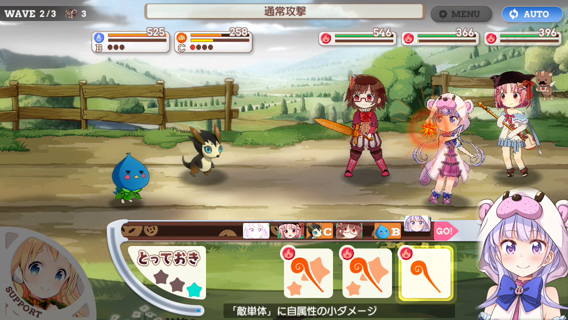 WAVE 2/3 3
通常攻撃
MENU
AUTO
525
B
258
C
546
366
396
C
B
GO!
とっておき
SUPPORT
「敵単体」に自属性の小ダメージ